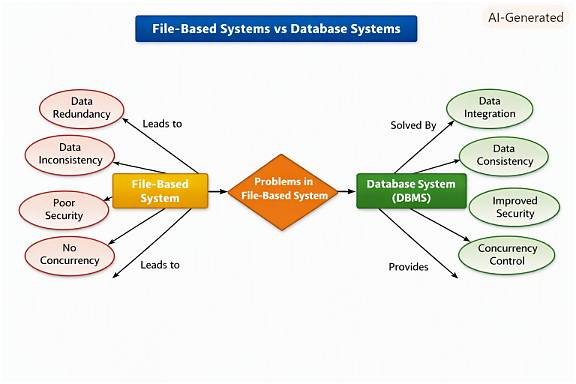 AI-Generated
File-Based Systems vs Database Systems
Data
Redundancy
Leads to
Data
Inconsistency
File-Based
System
Poor
Security
No
Concurrency
Leads to
Problems in
File-Based System
Solved By
Data
Integration
Data
Consistency
Database System
(DBMS)
Improved
Security
Concurrency
Control
Provides